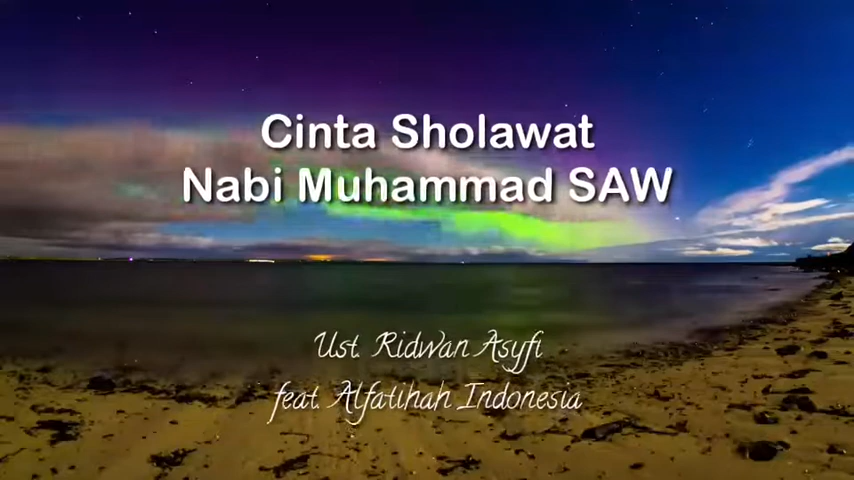 Cinta Sholawat
Nabi Muhammad SAW
Ust. Ridwan Asyfi
feat. Alfatihah Indonesia